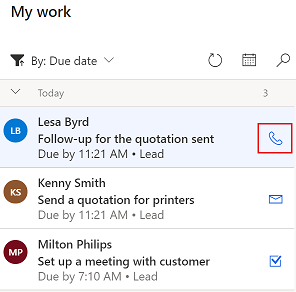 My work
By: Due date
Today 3
LB
Lesa Byrd
Follow-up for the quotation sent
Due by 11:21 AM • Lead
KS
Kenny Smith
Send a quotation for printers
Due by 11:21 AM • Lead
MP
Milton Philips
Set up a meeting with customer
Due by 7:10 AM • Lead